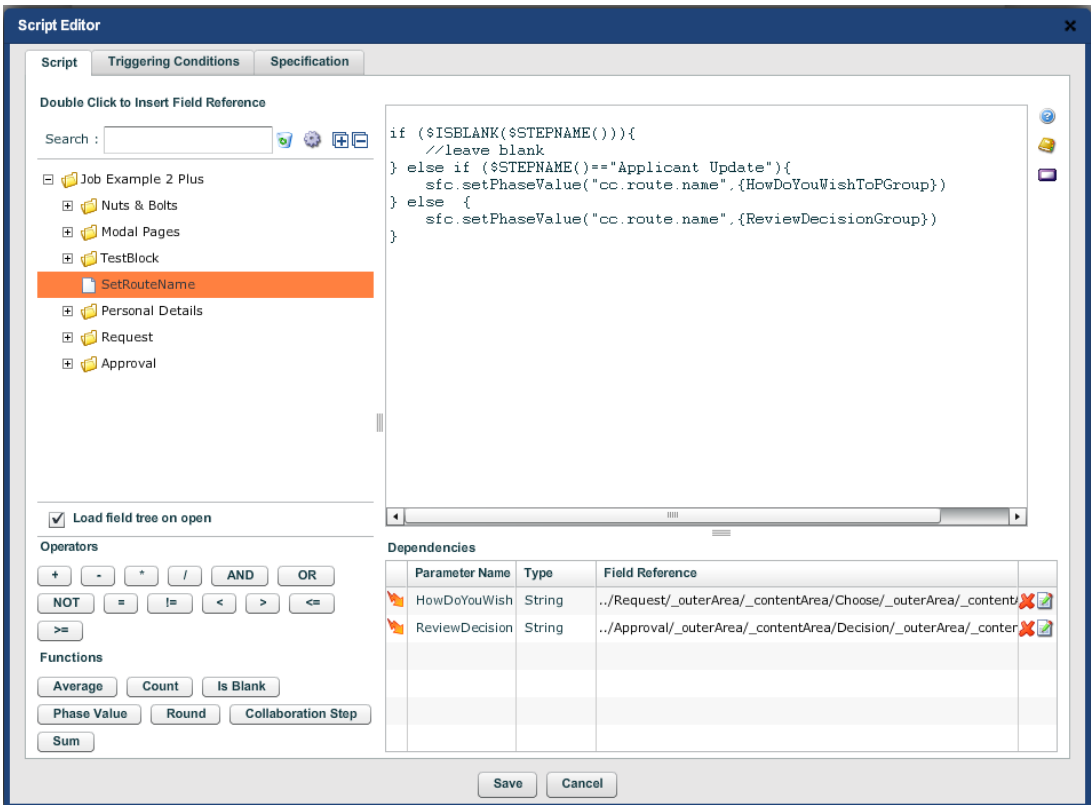 Script Editor
Script
Triggering Conditions
Specification
Double Click to Insert Field Reference
Search :
Job Example 2 Plus
Nuts & Bolts
Modal Pages
TestBlock
SetRouteName
Personal Details
Request
Approval
Load field tree on open
Operators
+ - * / AND OR
NOT = != < > <=
>=
Functions
Average Count Is Blank
Phase Value Round Collaboration Step
Sum
if ($ISBLANK($STEPNAME())){
//leave blank
} else if ($STEPNAME()=="Applicant Update"){
sfc.setPhaseValue("cc.route.name",{HowDoYouWishToPGroup})
} else {
sfc.setPhaseValue("cc.route.name",{ReviewDecisionGroup})
}
Dependencies
Parameter Name Type Field Reference
HowDoYouWish String ../Request/_outerArea/_contentArea/Choose/_outerArea/_content
ReviewDecision String ../Approval/_outerArea/_contentArea/Decision/_outerArea/_conten
Save Cancel